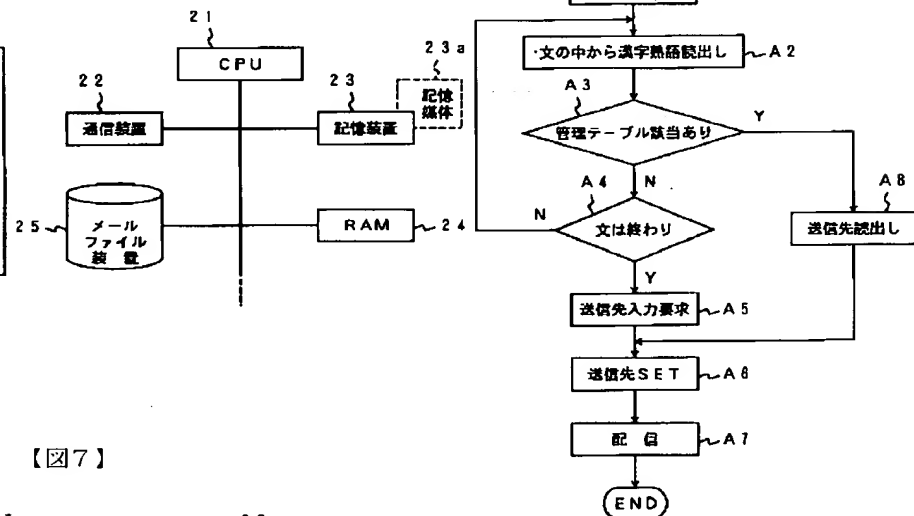 21
CPU
22
通信装置
23
記憶装置
23a
記憶
媒体
25
メール
ファイル
装置
RAM
24
・文の中から漢字熟語読出し
A2
A3
管理テーブル該当あり
Y
N
A4
文は終わり
N
Y
A8
送信先読出し
送信先入力要求
A5
送信先SET
A6
配信
A7
END
【図7】